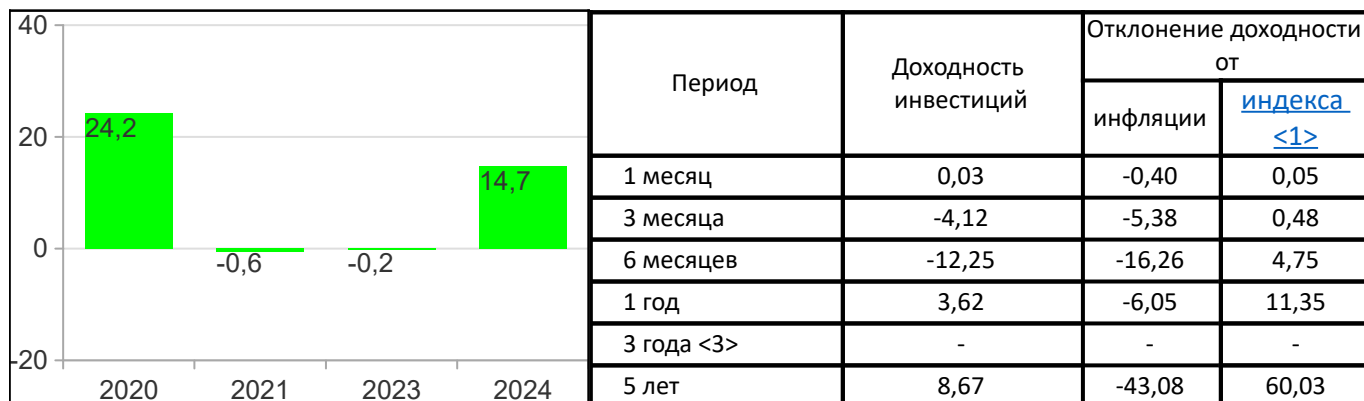 40
20
0
-20
24,2
-0,6
-0,2
14,7
2020 2021 2023 2024
Период
Доходность
инвестиций
Отклонение доходности
от
инфляции
индекса
<1>
1 месяц 0,03 -0,40 0,05
3 месяца -4,12 -5,38 0,48
6 месяцев -12,25 -16,26 4,75
1 год 3,62 -6,05 11,35
3 года <3> - - -
5 лет 8,67 -43,08 60,03